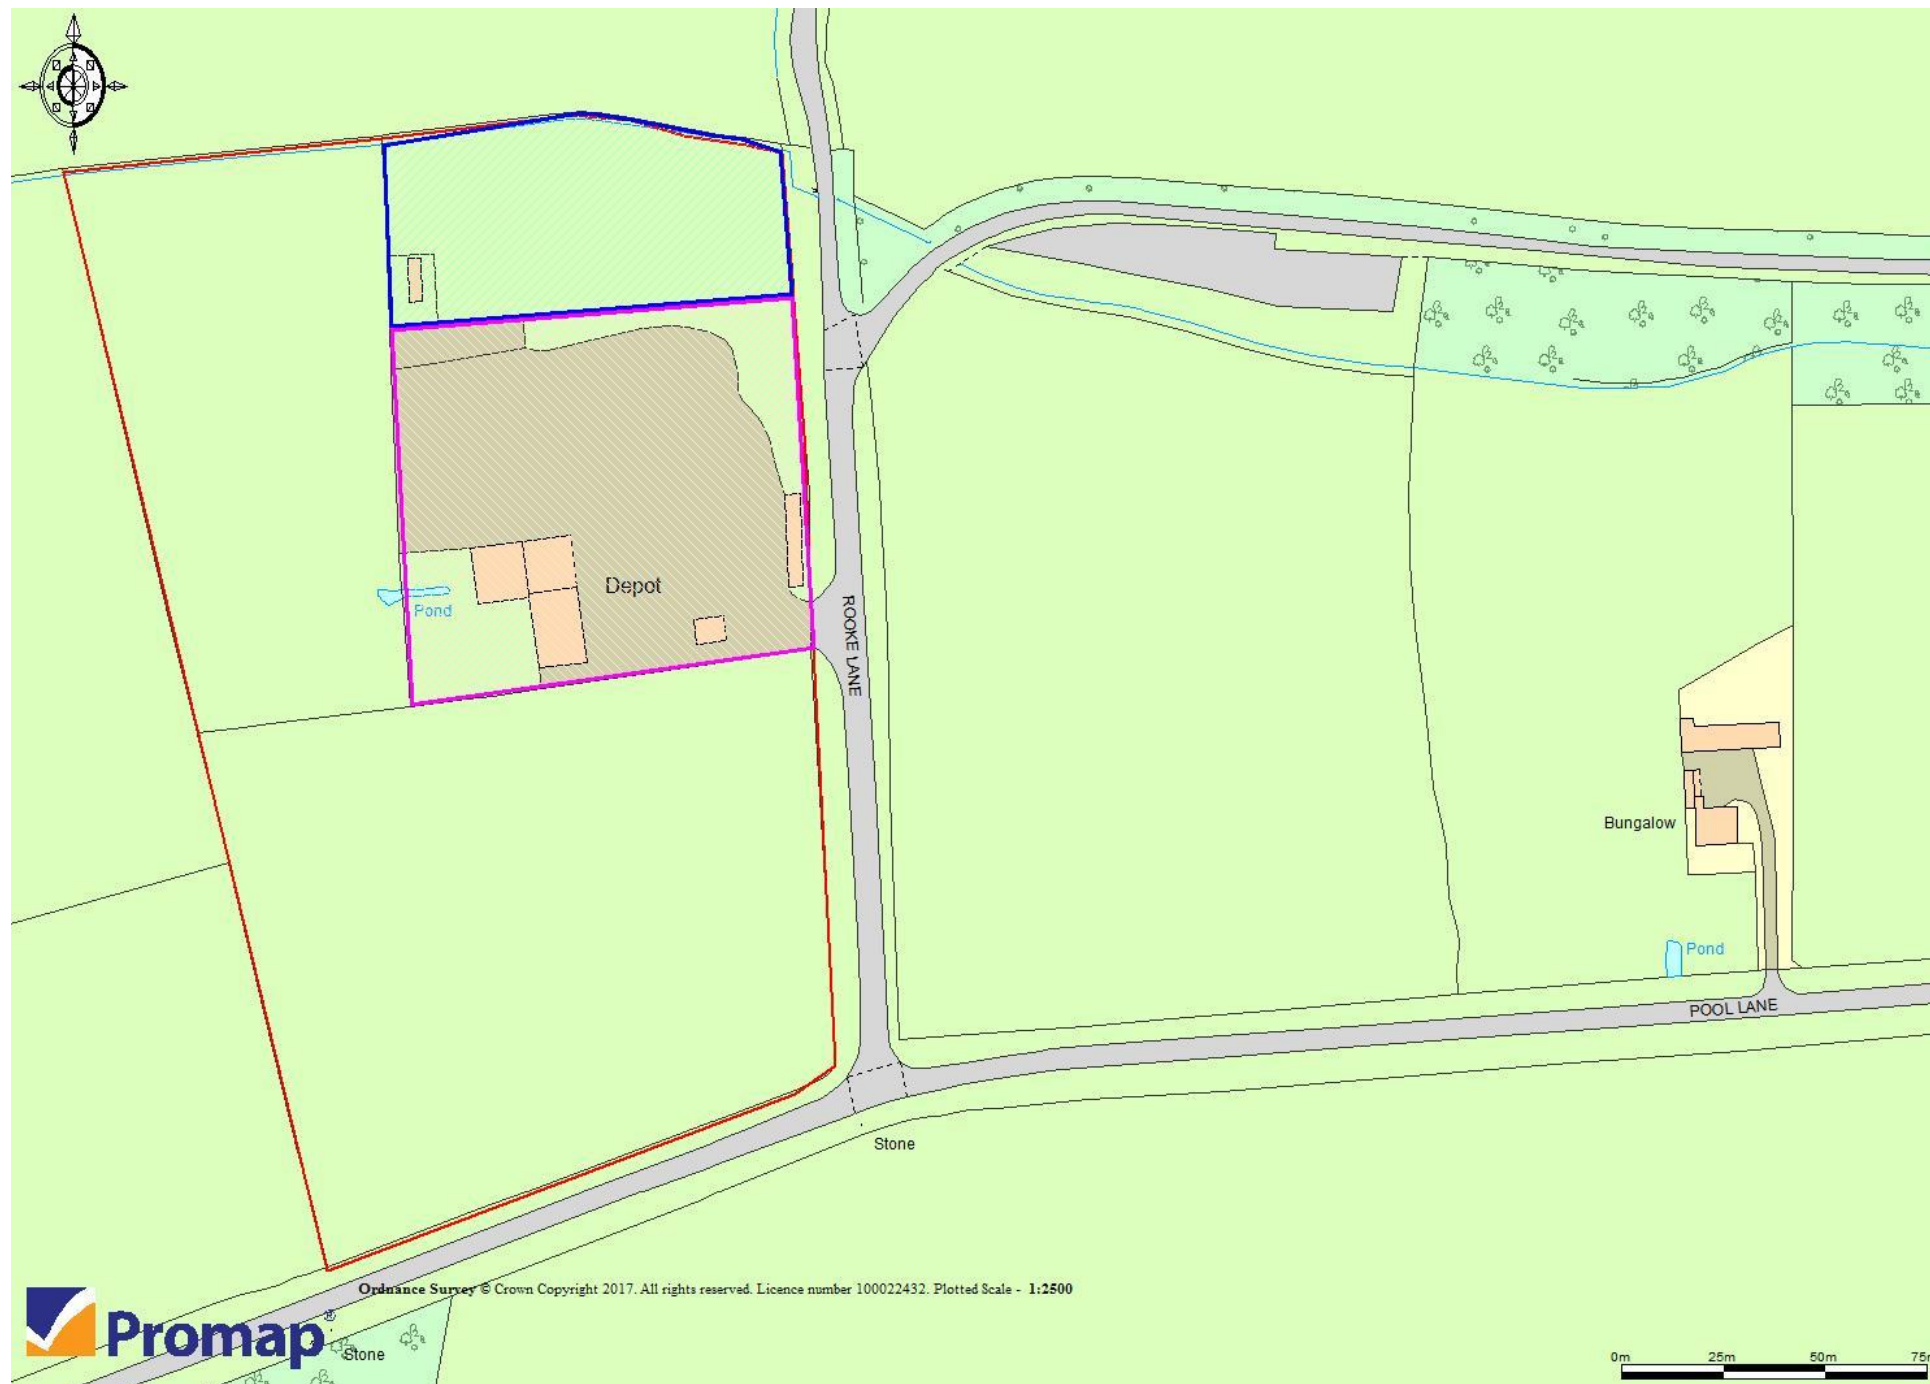 Depot
Pond
ROOKE LANE
Bungalow
Pond
POOL LANE
Stone
Ordnance Survey © Crown Copyright 2017. All rights reserved. Licence number 100022432. Plotted Scale - 1:2500
Promap
Stone
0m 25m 50m 75m